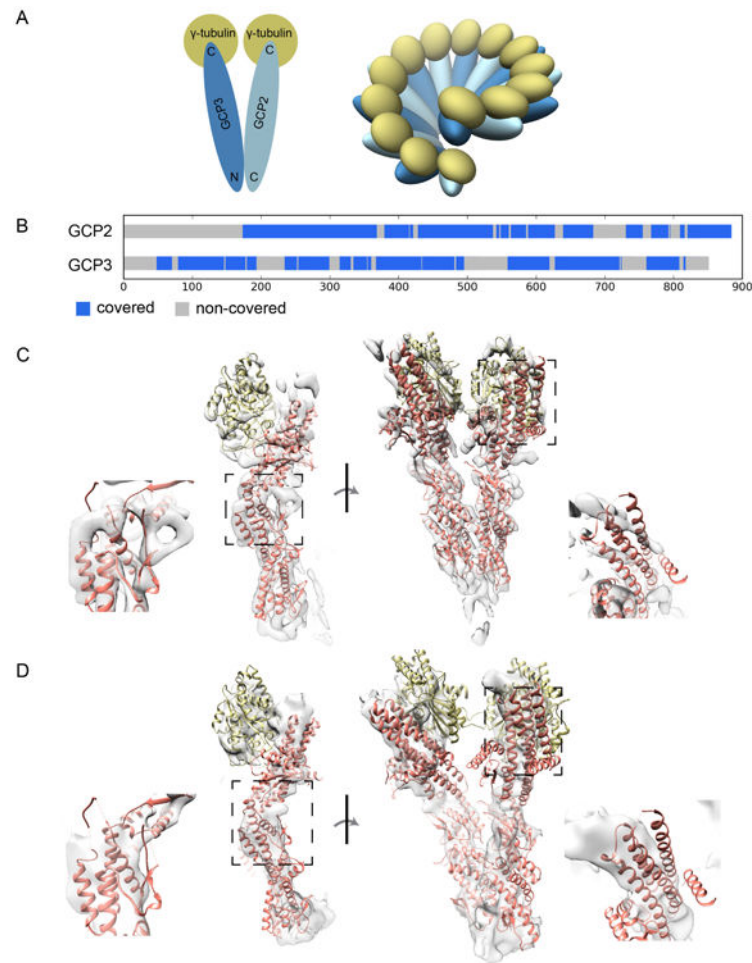 A
γ-tubulin γ-tubulin
C C
GCP3 GCP2
N C
B
GCP2
GCP3
0 100 200 300 400 500 600 700 800 900
covered non-covered
C
D